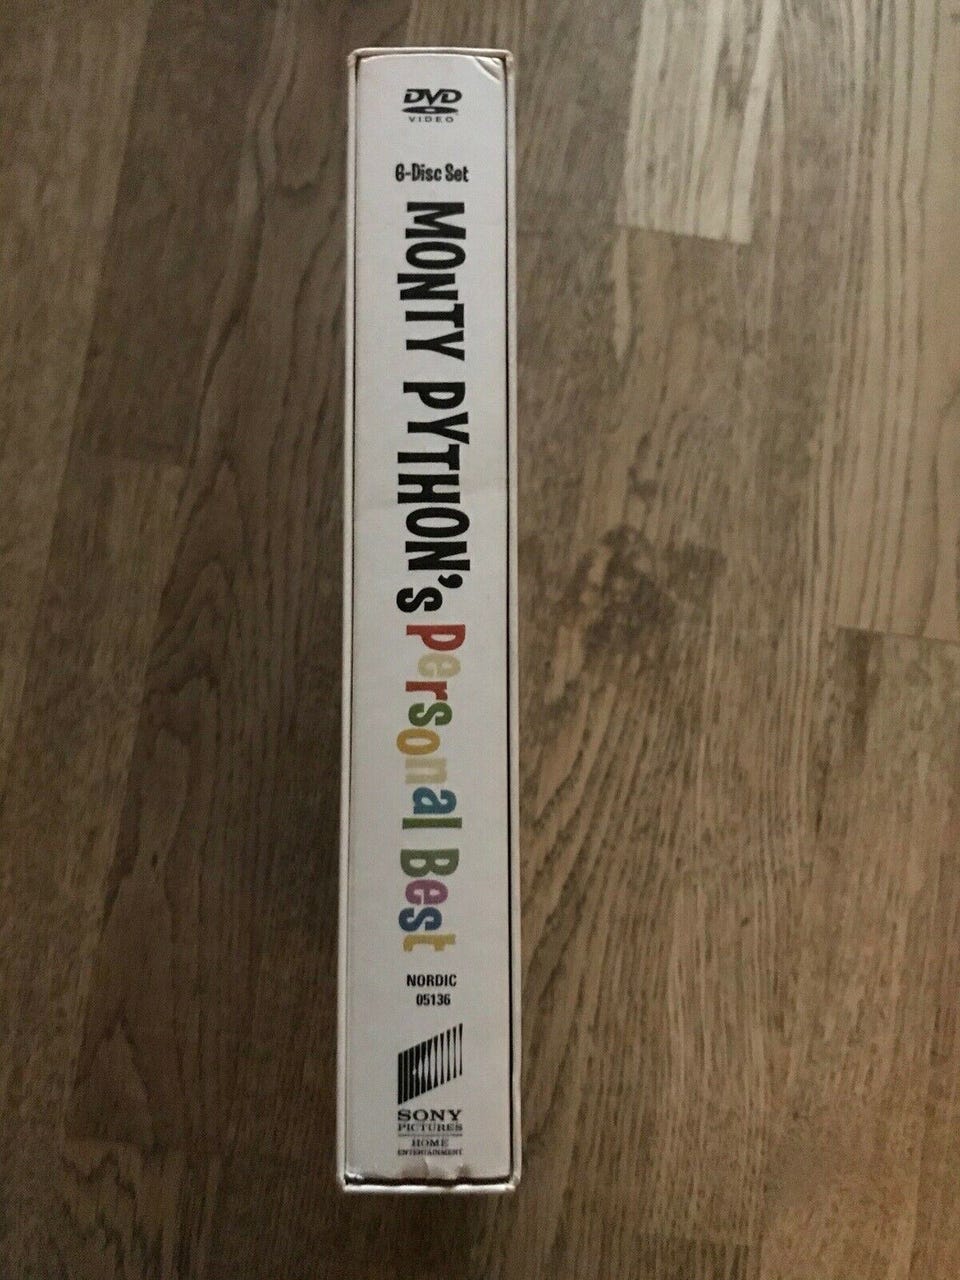 DVD
VIDEO
6-Disc Set
MONTY PYTHON's Personal Best
NORDIC
05136
SONY
PICTURES
HOME
ENTERTAINMENT